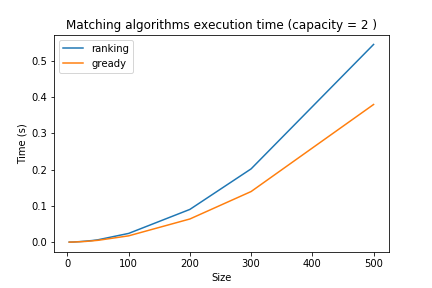 Matching algorithms execution time (capacity = 2 )
ranking
gready
Time (s)
0.5
0.4
0.3
0.2
0.1
0.0
0 100 200 300 400 500
Size